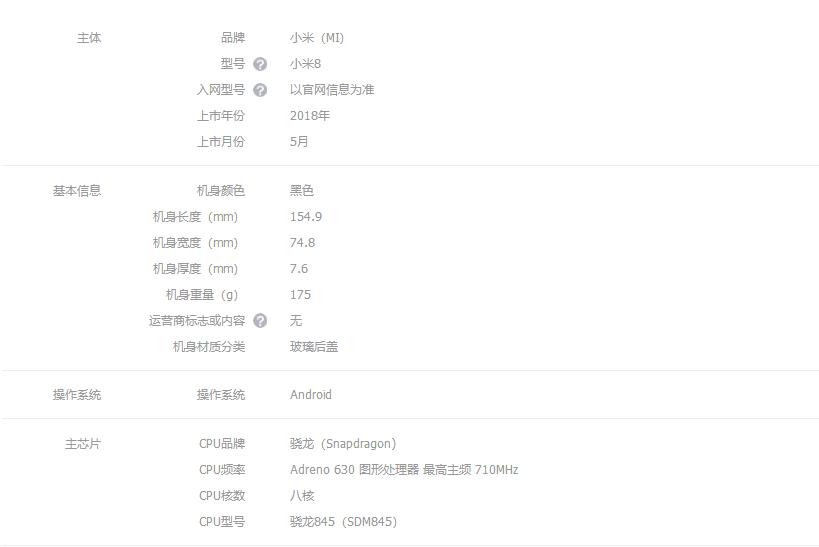 主体 品牌 小米（MI）
型号 ? 小米8
入网型号 ? 以官网信息为准
上市年份 2018年
上市月份 5月
基本信息 机身颜色 黑色
机身长度（mm） 154.9
机身宽度（mm） 74.8
机身厚度（mm） 7.6
机身重量（g） 175
运营商标志或内容 ? 无
机身材质分类 玻璃后盖
操作系统 操作系统 Android
主芯片 CPU品牌 骁龙（Snapdragon)
CPU频率 Adreno 630 图形处理器 最高主频 710MHz
CPU核数 八核
CPU型号 骁龙845（SDM845)